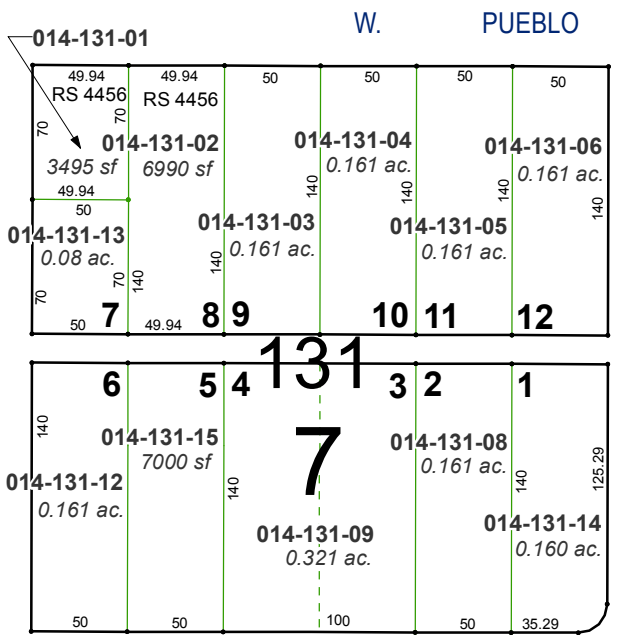 W. PUEBLO
014-131-01
49.94 49.94 50 50 50 50
RS 4456 RS 4456
70 70
014-131-02 014-131-04 014-131-06
3495 sf 6990 sf 0.161 ac. 0.161 ac.
49.94
140 140 140 140
50
014-131-13 014-131-03 014-131-05
0.08 ac. 0.161 ac. 0.161 ac.
70 70 140 140
7 8 9 10 11 12
50 49.94
131
6 5 4 3 2 1
7
140 014-131-15 014-131-08 125.29
7000 sf 0.161 ac.
014-131-12 140 140
0.161 ac. 014-131-14
014-131-09 0.160 ac.
0.321 ac.
50 50 100 50 35.29